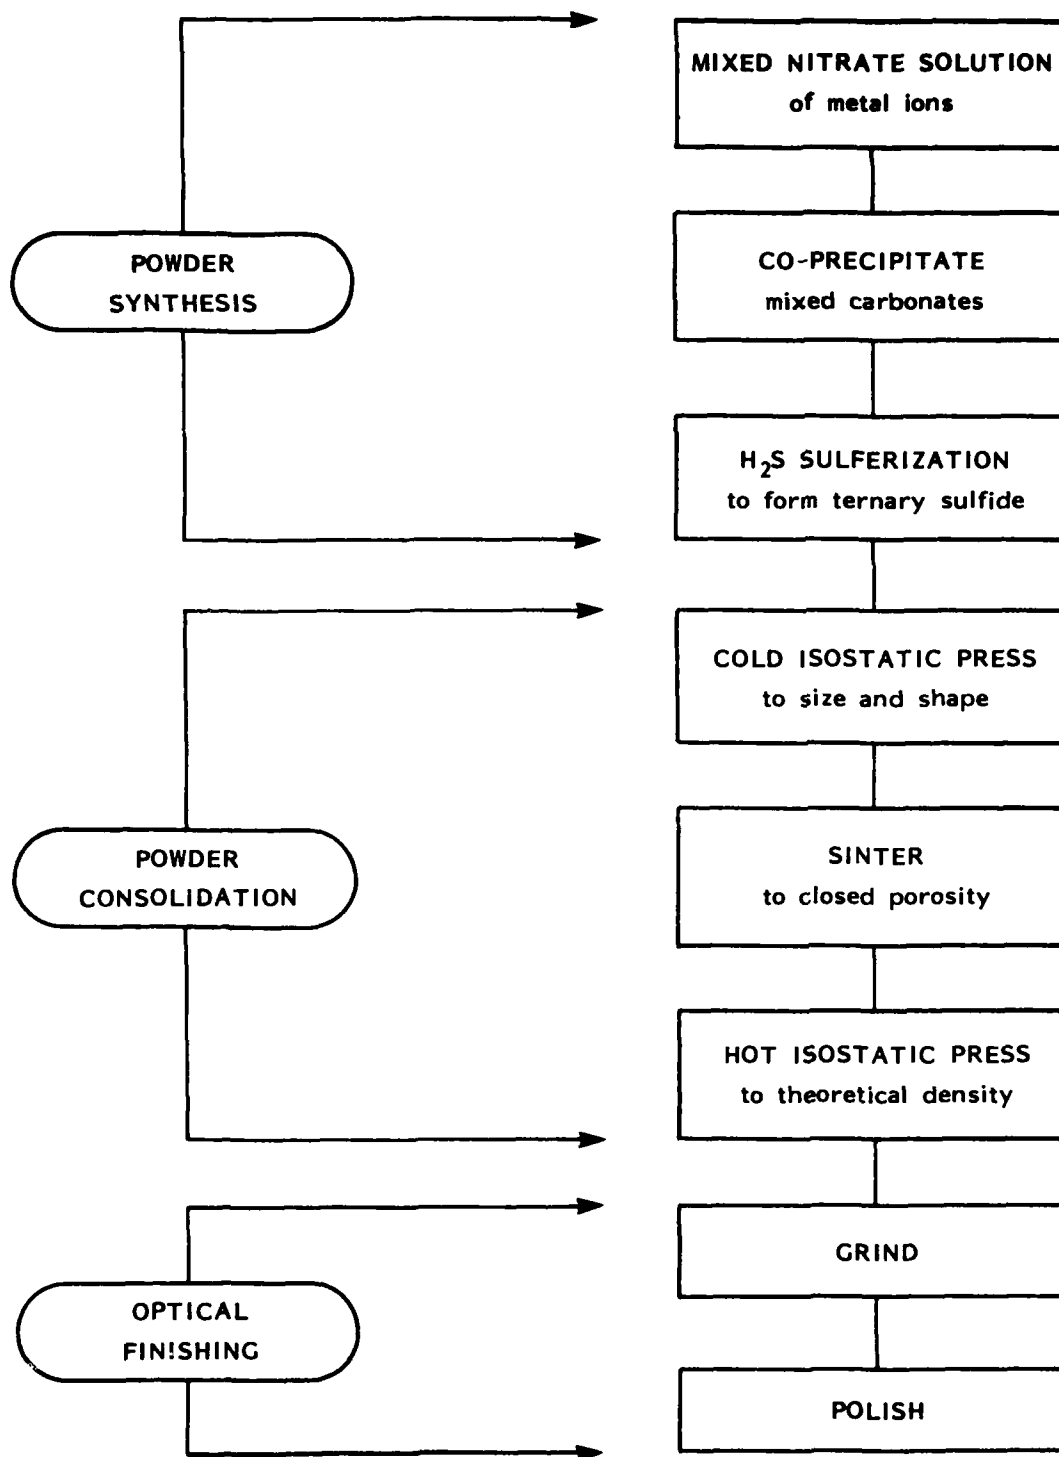 MIXED NITRATE SOLUTION
of metal ions
POWDER
SYNTHESIS
CO-PRECIPITATE
mixed carbonates
H₂S SULFERIZATION
to form ternary sulfide
COLD ISOSTATIC PRESS
to size and shape
POWDER
CONSOLIDATION
SINTER
to closed porosity
HOT ISOSTATIC PRESS
to theoretical density
GRIND
OPTICAL
FINISHING
POLISH